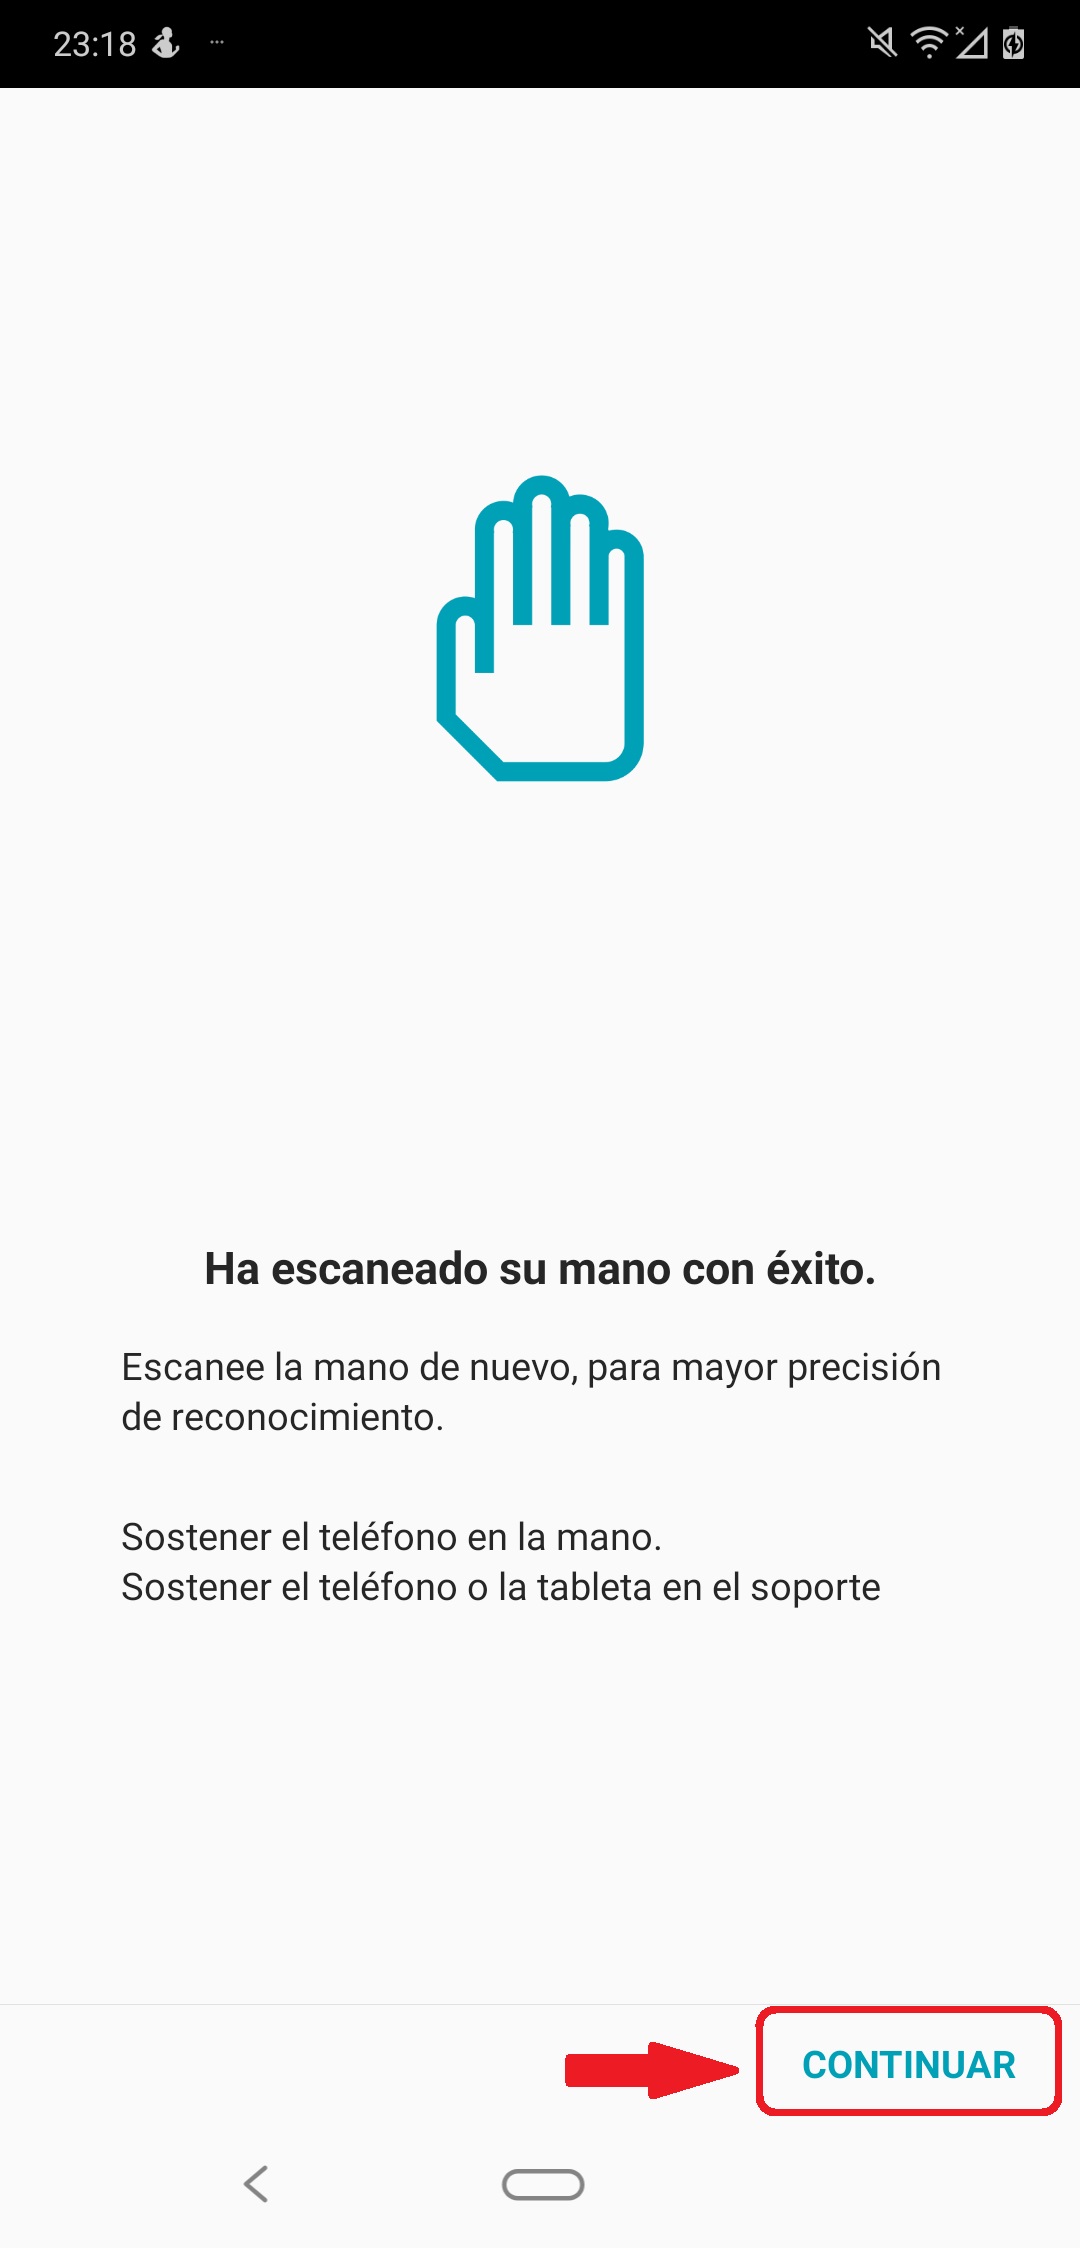 23:18
Ha escaneado su mano con éxito.
Escanee la mano de nuevo, para mayor precisión
de reconocimiento.
Sostener el teléfono en la mano.
Sostener el teléfono o la tableta en el soporte
CONTINUAR